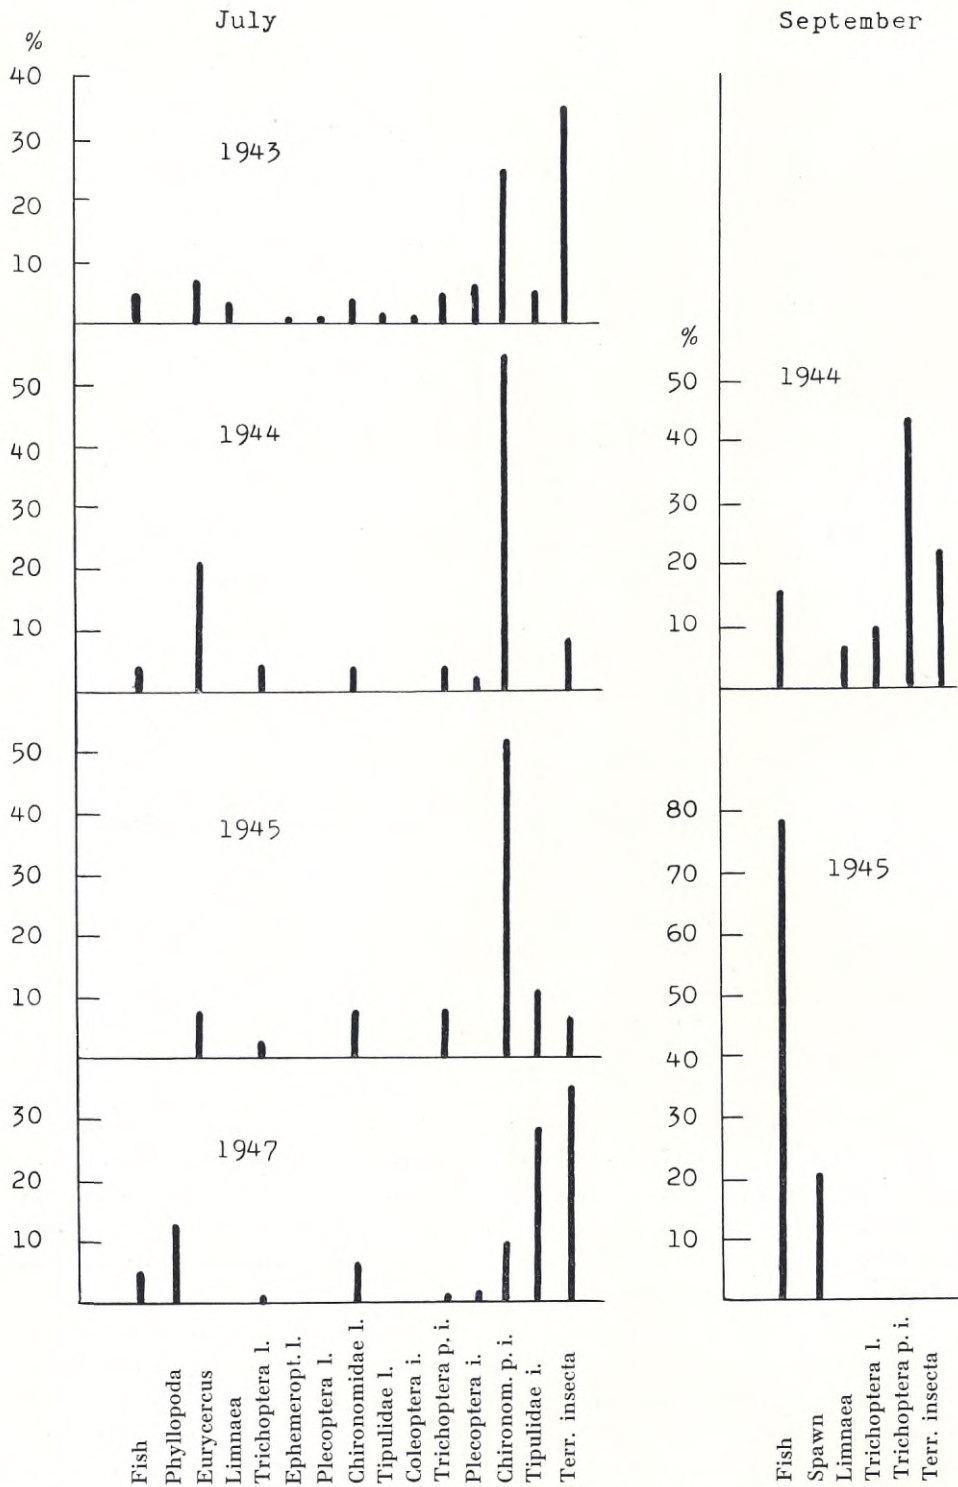 July
%
40
30
20
10
1943
50
40
30
20
10
1944
50
40
30
20
10
1945
30
20
10
1947
Fish
Phyllopoda
Eurycercus
Limnaea
Trichoptera l.
Ephemeropt. l.
Plecoptera l.
Chironomidae l.
Tipulidae l.
Coleoptera i.
Trichoptera p. i.
Plecoptera i.
Chironom. p. i.
Tipulidae i.
Terr. insecta
September
%
50
40
30
20
10
1944
80
70
60
50
40
30
20
10
1945
Fish
Spawn
Limnaea
Trichoptera l.
Trichoptera p. i.
Terr. insecta